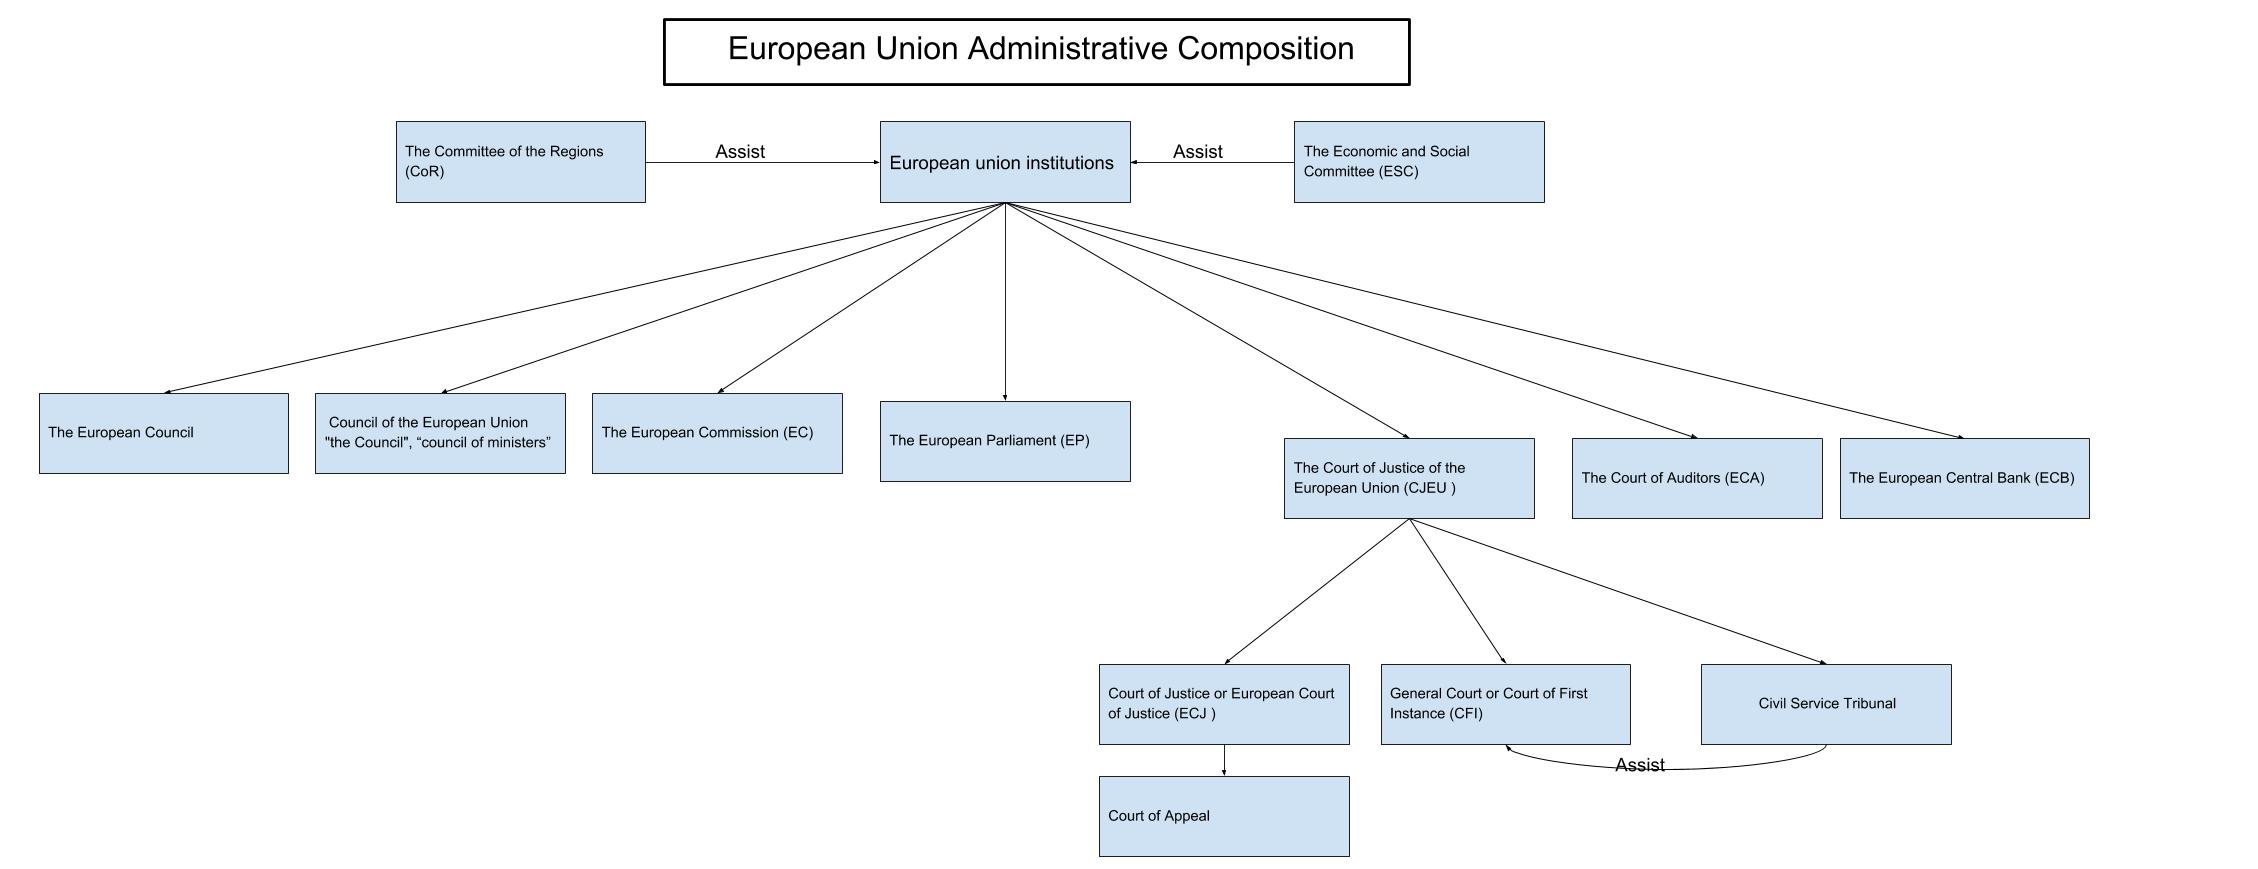 European Union Administrative Composition
The Committee of the Regions
(CoR)
Assist
European union institutions
Assist
The Economic and Social
Committee (ESC)
The European Council
Council of the European Union
"the Council", “council of ministers”
The European Commission (EC)
The European Parliament (EP)
The Court of Justice of the
European Union (CJEU )
The Court of Auditors (ECA)
The European Central Bank (ECB)
Court of Justice or European Court
of Justice (ECJ )
General Court or Court of First
Instance (CFI)
Civil Service Tribunal
Assist
Court of Appeal